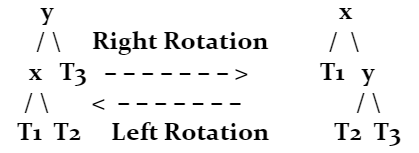 y x
/ \ Right Rotation / \
x T3 - - - - - - - > T1 y
/ \ < - - - - - - - / \
T1 T2 Left Rotation T2 T3